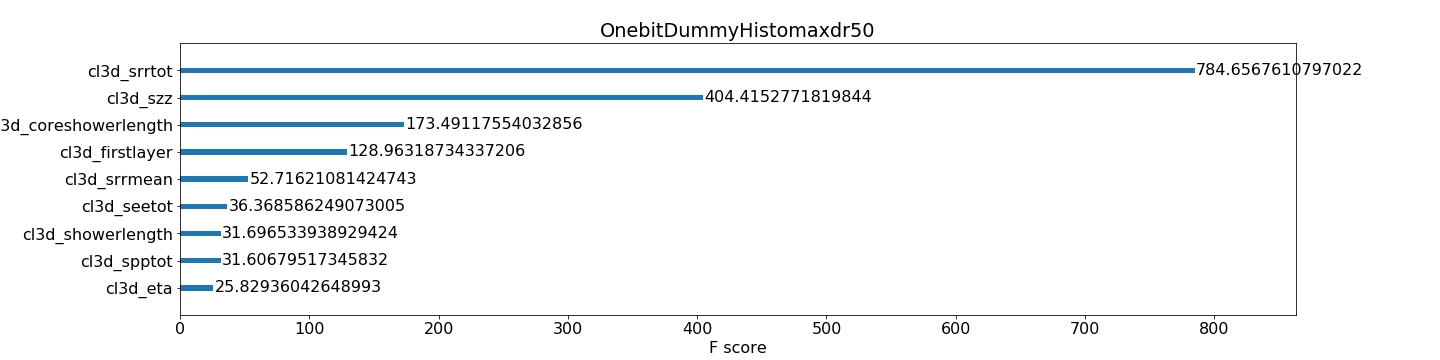 OnebitDummyHistomaxdr50
cl3d_srrtot 784.6567610797022
cl3d_szz 404.4152771819844
3d_coreshowerlength 173.49117554032856
cl3d_firstlayer 128.96318734337206
cl3d_srrmean 52.71621081424743
cl3d_seetot 36.368586249073005
cl3d_showerlength 31.696533938929424
cl3d_spptot 31.60679517345832
cl3d_eta 25.82936042648993
0 100 200 300 400 500 600 700 800
F score